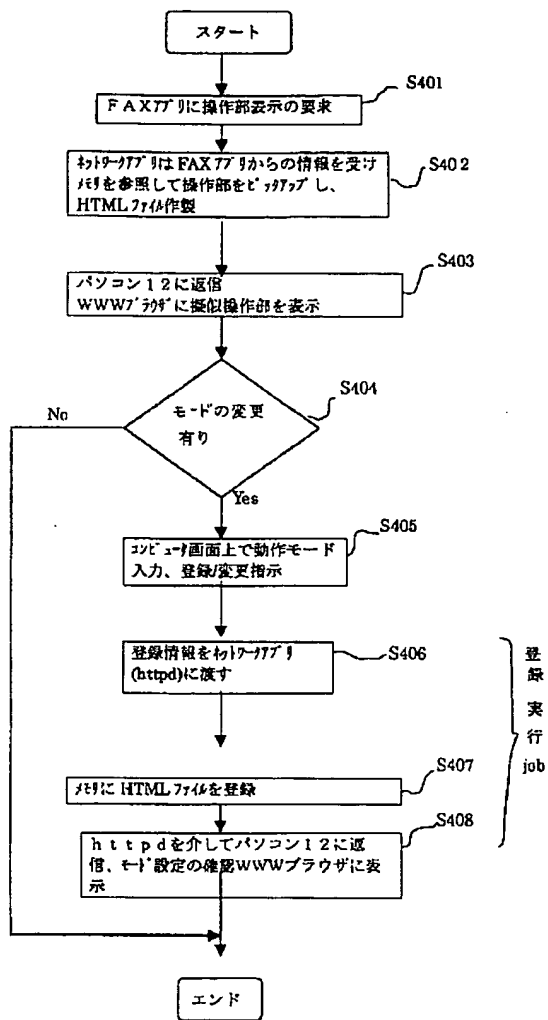 スタート
S401
ＦＡＸｱﾌﾟﾘに操作部表示の要求
S402
ﾈｯﾄﾜｰｸｱﾌﾟﾘはFAXｱﾌﾟﾘからの情報を受け
ﾒﾓﾘを参照して操作部をﾋﾟｯｸｱｯﾌﾟし、
HTMLﾌｧｲﾙ作製
S403
パソコン１２に返信
WWWﾌﾞﾗｳｻﾞに擬似操作部を表示
S404
モードの変更
有り
No
Yes
S405
ｺﾝﾋﾟｭｰﾀ画面上で動作モード
入力、登録/変更指示
S406
登録情報をﾈｯﾄﾜｰｸｱﾌﾟﾘ
(httpd)に渡す
登録実行job
S407
ﾒﾓﾘにHTMLﾌｧｲﾙを登録
S408
ｈｔｔｐｄを介してパソコン１２に返
信、ﾓｰﾄﾞ設定の確認WWWブラウザに表
示
エンド